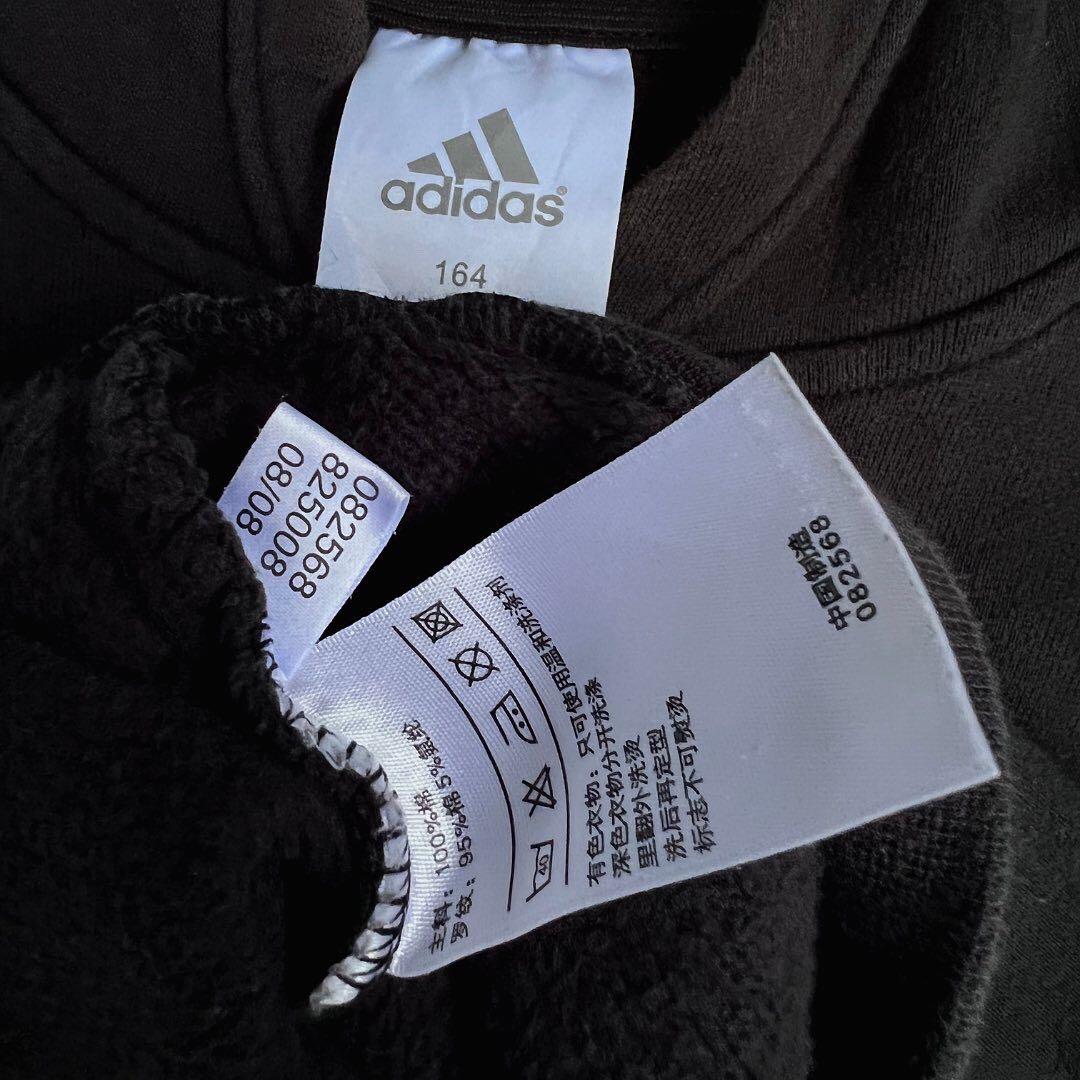 adidas®
164
082568
825008
08/08
主料：100%棉
罗纹：95%棉 5%氨纶
40
有色衣物：只可使用温和洗涤剂
深色衣物分开洗涤
里翻外洗烫
洗后再定型
标志不可熨烫
中国制造
082568